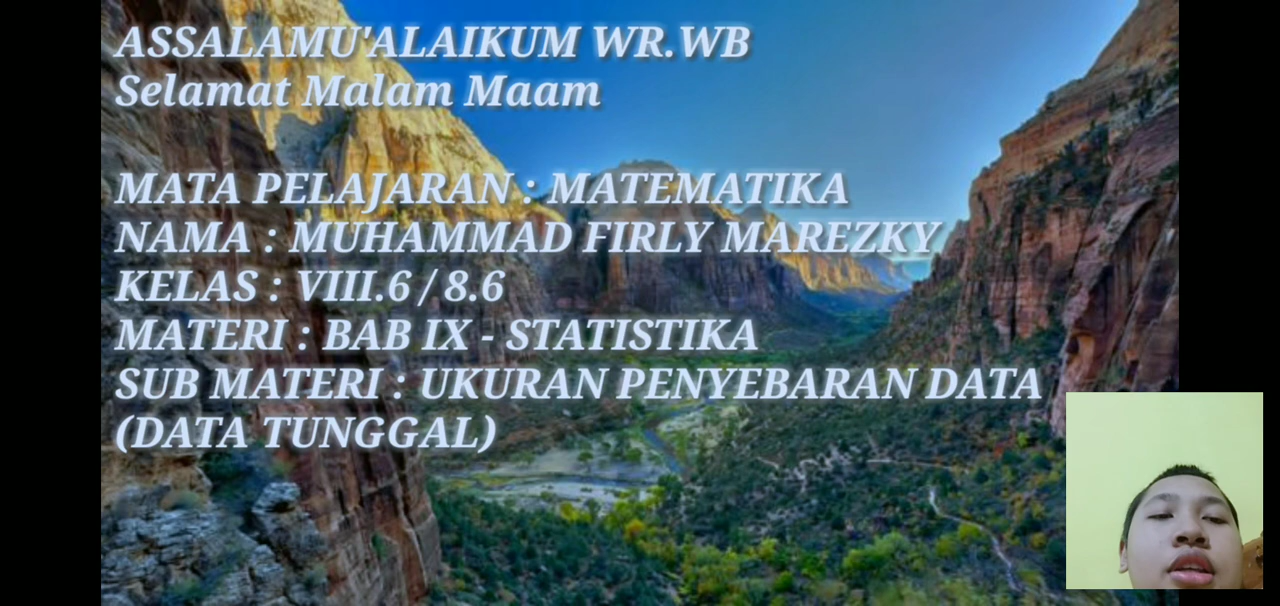 ASSALAMU'ALAIKUM WR.WB
Selamat Malam Maam
MATA PELAJARAN : MATEMATIKA
NAMA : MUHAMMAD FIRLY MAREZKY
KELAS : VIII.6 / 8.6
MATERI : BAB IX - STATISTIKA
SUB MATERI : UKURAN PENYEBARAN DATA
(DATA TUNGGAL)